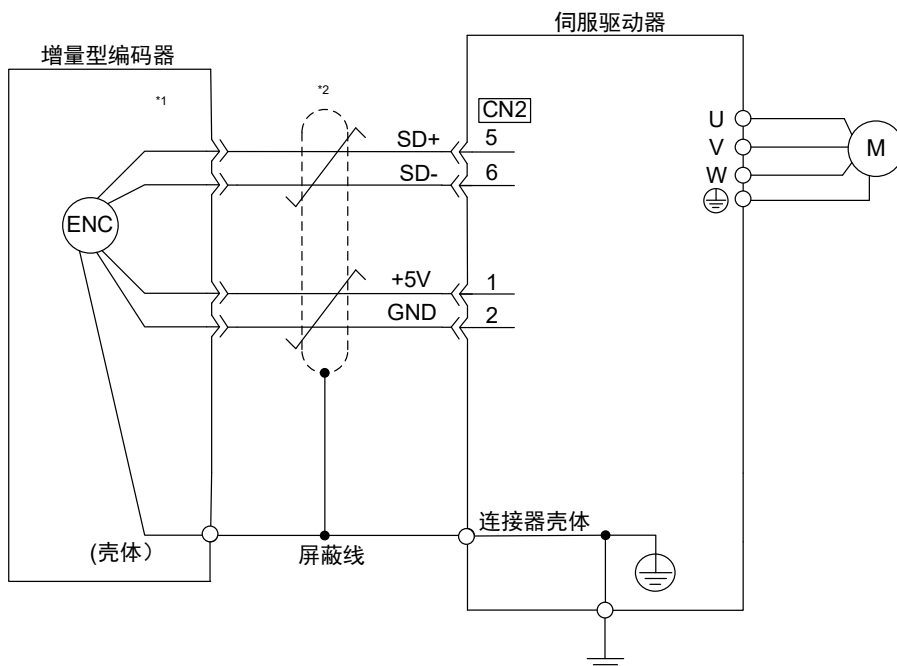 伺服驱动器
增量型编码器
*1
*2
CN2
SD+
5
SD-
6
U
V
W
M
ENC
+5V
1
GND
2
连接器壳体
(壳体）
屏蔽线